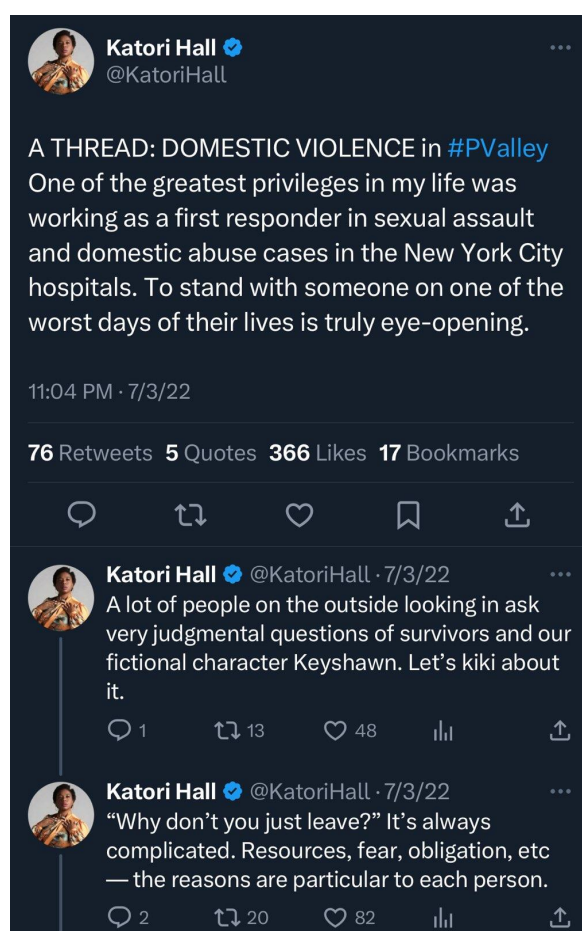 Katori Hall
@KatoriHall
A THREAD: DOMESTIC VIOLENCE in #PValley
One of the greatest privileges in my life was
working as a first responder in sexual assault
and domestic abuse cases in the New York City
hospitals. To stand with someone on one of the
worst days of their lives is truly eye-opening.
11:04 PM · 7/3/22
76 Retweets 5 Quotes 366 Likes 17 Bookmarks
Katori Hall @KatoriHall · 7/3/22
A lot of people on the outside looking in ask
very judgmental questions of survivors and our
fictional character Keyshawn. Let’s kiki about
it.
1 13 48
Katori Hall @KatoriHall · 7/3/22
“Why don’t you just leave?” It’s always
complicated. Resources, fear, obligation, etc
— the reasons are particular to each person.
2 20 82